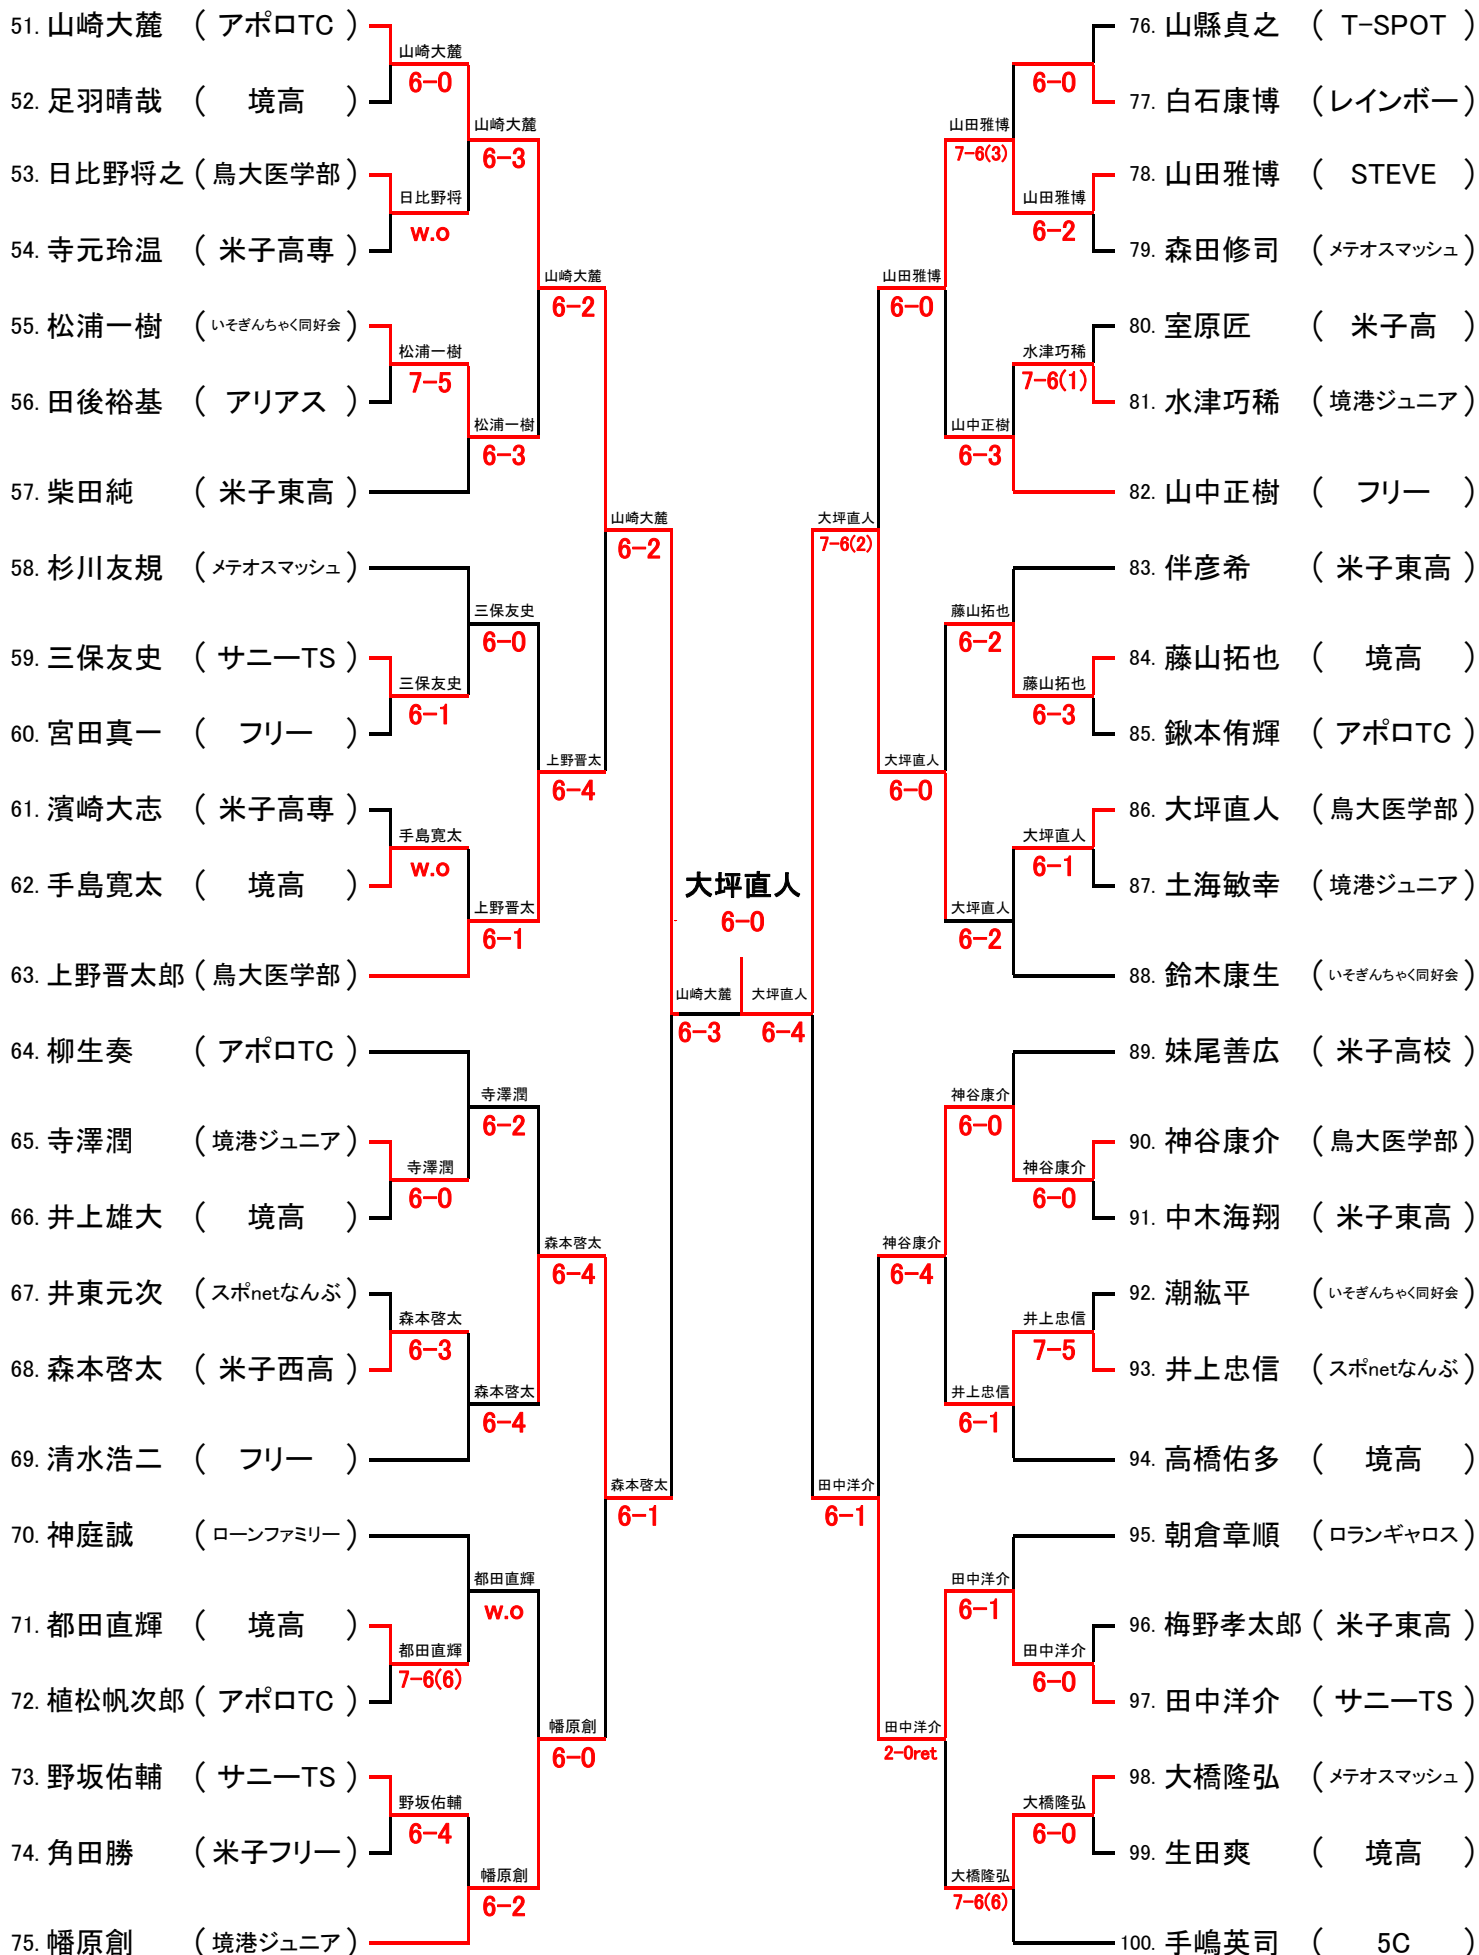 51. 山崎大麓 ( アポロTC )
山崎大麓
6-0
52. 足羽晴哉 ( 境高 )
山崎大麓
6-3
53. 日比野将之 ( 鳥大医学部 )
日比野将
w.o
54. 寺元玲温 ( 米子高専 )
山崎大麓
6-2
55. 松浦一樹 ( いそぎんちゃく同好会 )
松浦一樹
7-5
56. 田後裕基 ( アリアス )
松浦一樹
6-3
57. 柴田純 ( 米子東高 )
山崎大麓
6-2
58. 杉川友規 ( メテオスマッシュ )
三保友史
6-0
59. 三保友史 ( サニーTS )
三保友史
6-1
60. 宮田真一 ( フリー )
上野晋太
6-4
61. 濱崎大志 ( 米子高専 )
手島寛太
w.o
62. 手島寛太 ( 境高 )
上野晋太
6-1
63. 上野晋太郎 ( 鳥大医学部 )
山崎大麓
6-3
64. 柳生奏 ( アポロTC )
寺澤潤
6-2
65. 寺澤潤 ( 境港ジュニア )
寺澤潤
6-0
66. 井上雄大 ( 境高 )
森本啓太
6-4
67. 井東元次 ( スポnetなんぶ )
森本啓太
6-3
68. 森本啓太 ( 米子西高 )
森本啓太
6-4
69. 清水浩二 ( フリー )
森本啓太
6-1
70. 神庭誠 ( ローンファミリー )
都田直輝
w.o
71. 都田直輝 ( 境高 )
都田直輝
7-6(6)
72. 植松帆次郎 ( アポロTC )
幡原創
6-0
73. 野坂佑輔 ( サニーTS )
野坂佑輔
6-4
74. 角田勝 ( 米子フリー )
幡原創
6-2
75. 幡原創 ( 境港ジュニア )
大坪直人
6-0
76. 山縣貞之 ( T-SPOT )
6-0
77. 白石康博 ( レインボー )
山田雅博
7-6(3)
78. 山田雅博 ( STEVE )
山田雅博
6-2
79. 森田修司 ( メテオスマッシュ )
山田雅博
6-0
80. 室原匠 ( 米子高 )
水津巧稀
7-6(1)
81. 水津巧稀 ( 境港ジュニア )
山中正樹
6-3
82. 山中正樹 ( フリー )
大坪直人
7-6(2)
83. 伴彦希 ( 米子東高 )
藤山拓也
6-2
84. 藤山拓也 ( 境高 )
藤山拓也
6-3
85. 鍬本侑輝 ( アポロTC )
大坪直人
6-0
86. 大坪直人 ( 鳥大医学部 )
大坪直人
6-1
87. 土海敏幸 ( 境港ジュニア )
大坪直人
6-2
88. 鈴木康生 ( いそぎんちゃく同好会 )
大坪直人
6-4
89. 妹尾善広 ( 米子高校 )
神谷康介
6-0
90. 神谷康介 ( 鳥大医学部 )
神谷康介
6-0
91. 中木海翔 ( 米子東高 )
神谷康介
6-4
92. 潮紘平 ( いそぎんちゃく同好会 )
井上忠信
7-5
93. 井上忠信 ( スポnetなんぶ )
井上忠信
6-1
94. 高橋佑多 ( 境高 )
田中洋介
6-1
95. 朝倉章順 ( ロランギャロス )
田中洋介
6-1
96. 梅野孝太郎 ( 米子東高 )
田中洋介
6-0
97. 田中洋介 ( サニーTS )
田中洋介
2-0ret
98. 大橋隆弘 ( メテオスマッシュ )
大橋隆弘
6-0
99. 生田爽 ( 境高 )
大橋隆弘
7-6(6)
100. 手嶋英司 ( 5C )